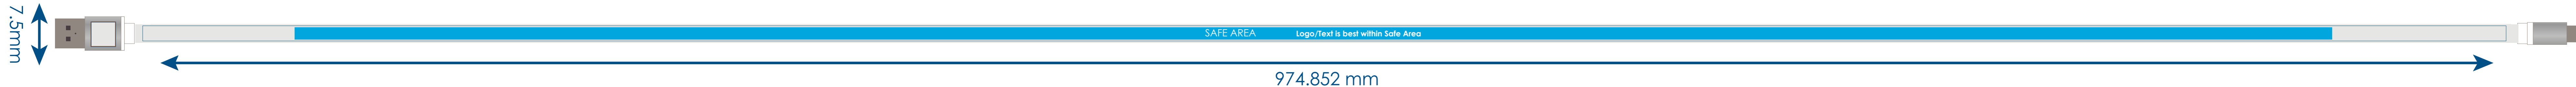 7.5mm
SAFE AREA Logo/Text is best within Safe Area
974.852 mm